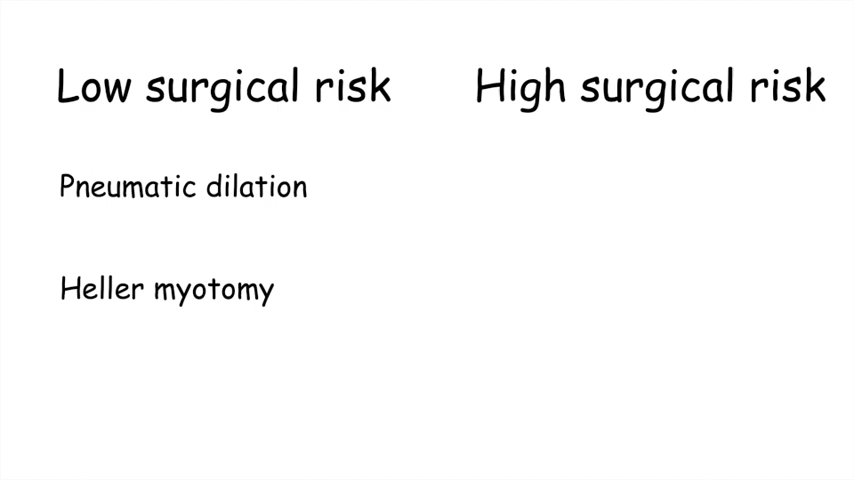 Low surgical risk
High surgical risk
Pneumatic dilation
Heller myotomy